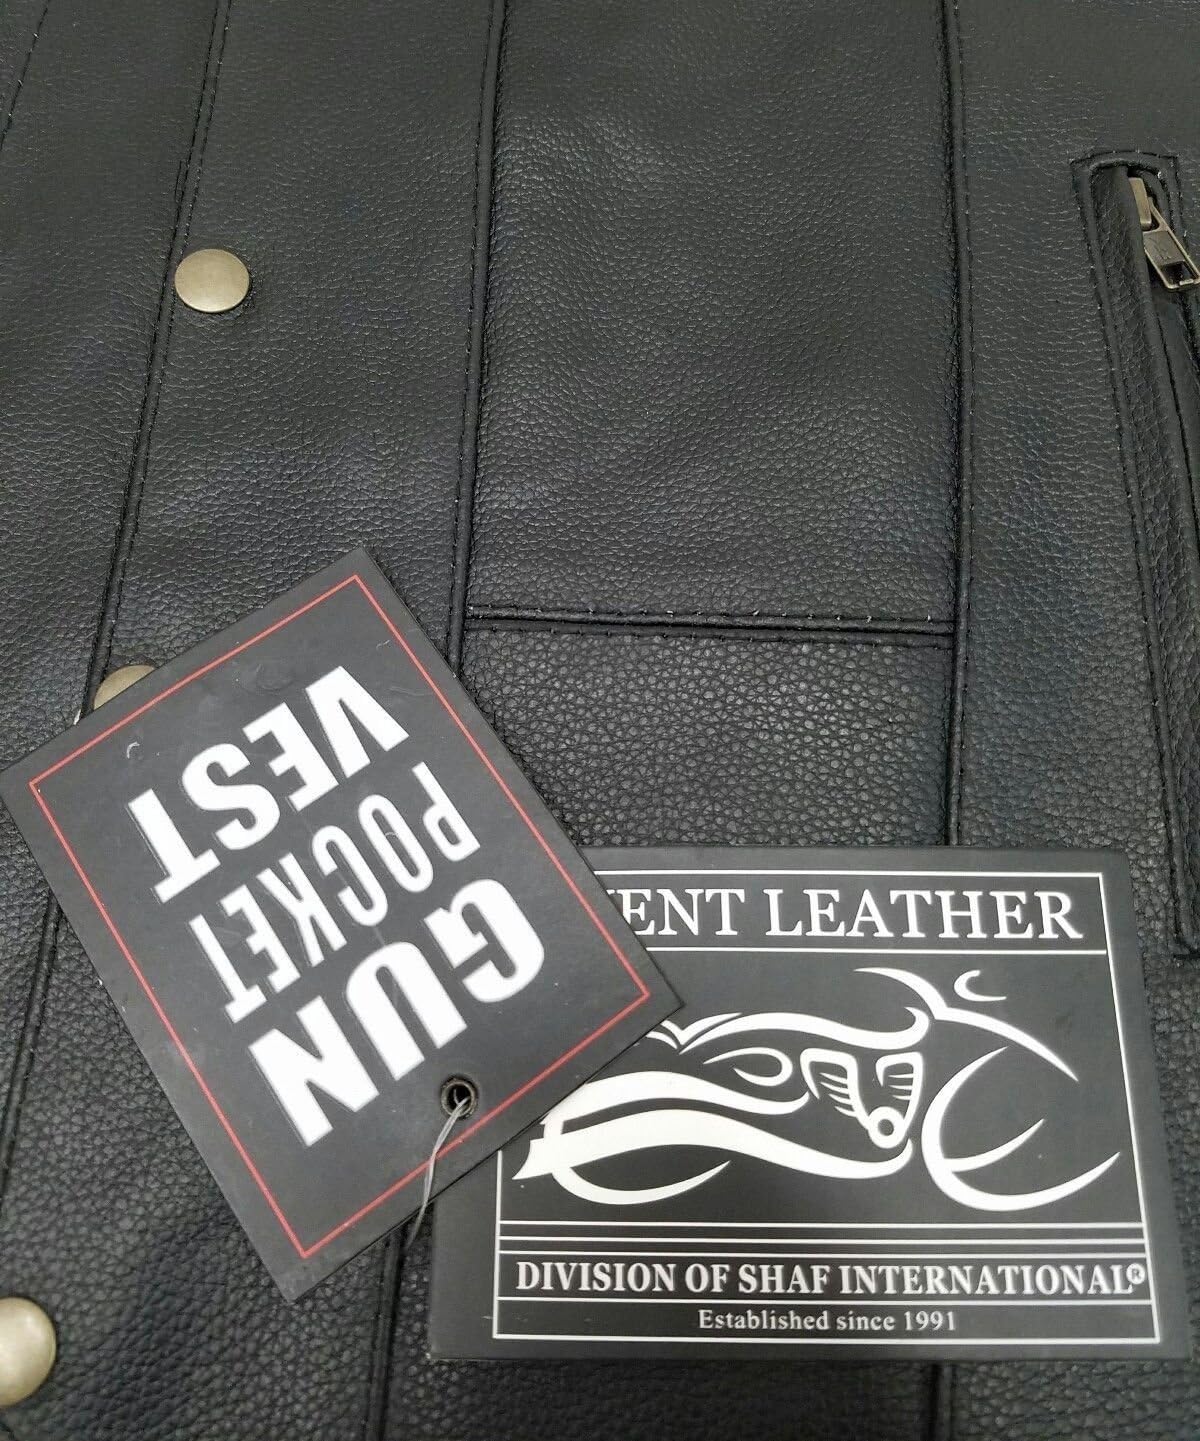 GUN
POCKET
VEST
ENT LEATHER
DIVISION OF SHAF INTERNATIONAL®
Established since 1991